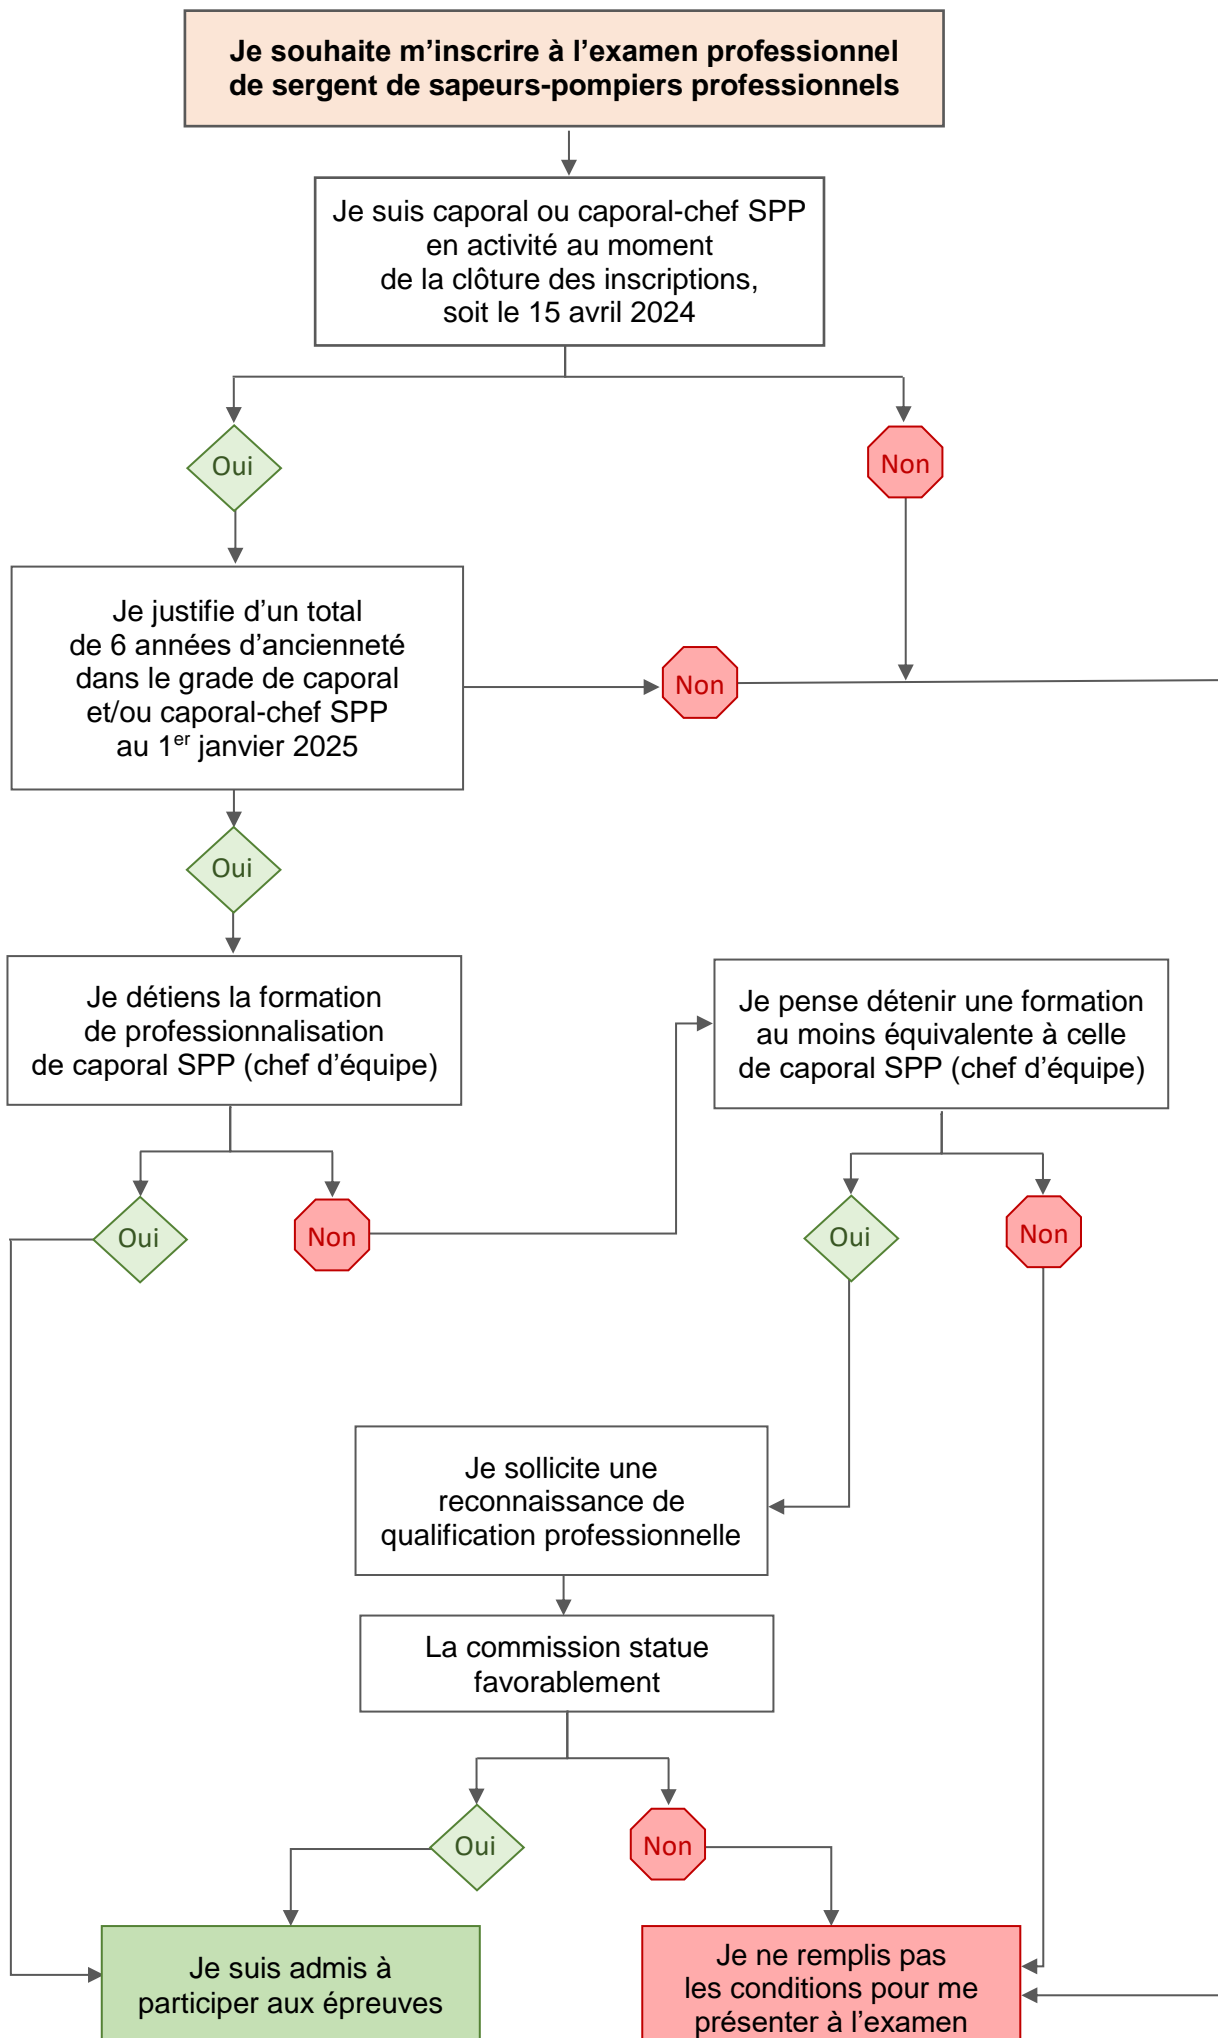 Je souhaite m’inscrire à l’examen professionnel
de sergent de sapeurs-pompiers professionnels
Je suis caporal ou caporal-chef SPP
en activité au moment
de la clôture des inscriptions,
soit le 15 avril 2024
Oui
Non
Je justifie d’un total
de 6 années d’ancienneté
dans le grade de caporal
et/ou caporal-chef SPP
au 1er janvier 2025
Non
Oui
Je détiens la formation
de professionnalisation
de caporal SPP (chef d’équipe)
Je pense détenir une formation
au moins équivalente à celle
de caporal SPP (chef d’équipe)
Oui
Non
Oui
Non
Je sollicite une
reconnaissance de
qualification professionnelle
La commission statue
favorablement
Oui
Non
Je suis admis à
participer aux épreuves
Je ne remplis pas
les conditions pour me
présenter à l’examen